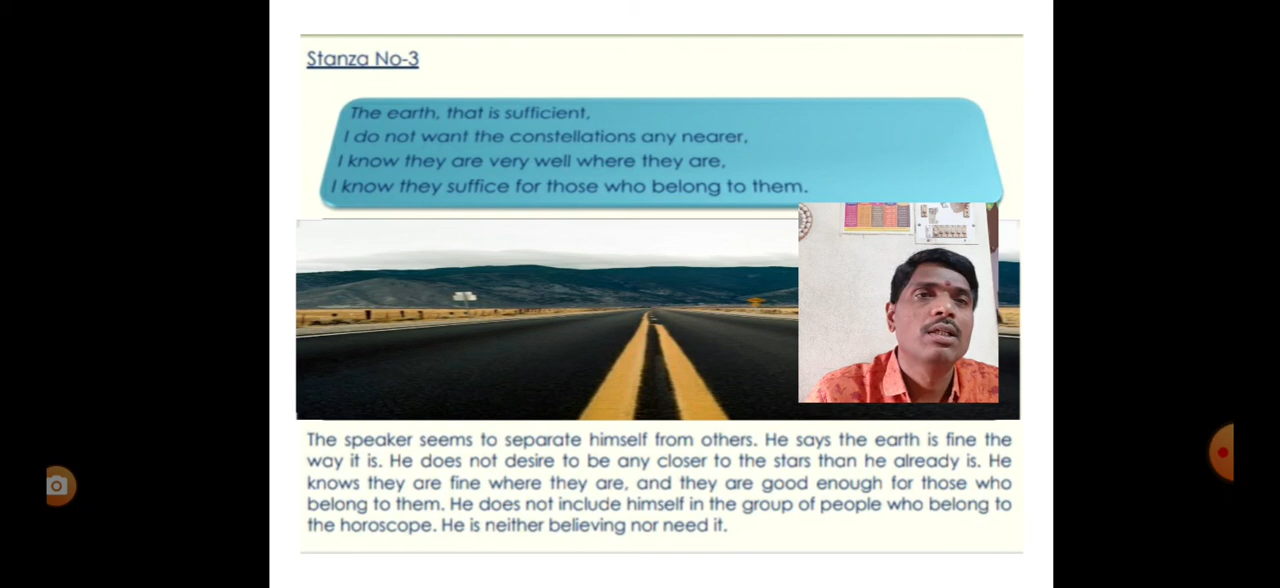 Stanza No-3
The earth, that is sufficient,
I do not want the constellations any nearer,
I know they are very well where they are,
I know they suffice for those who belong to them.
The speaker seems to separate himself from others. He says the earth is fine the
way it is. He does not desire to be any closer to the stars than he already is. He
knows they are fine where they are, and they are good enough for those who
belong to them. He does not include himself in the group of people who belong to
the horoscope. He is neither believing nor need it.